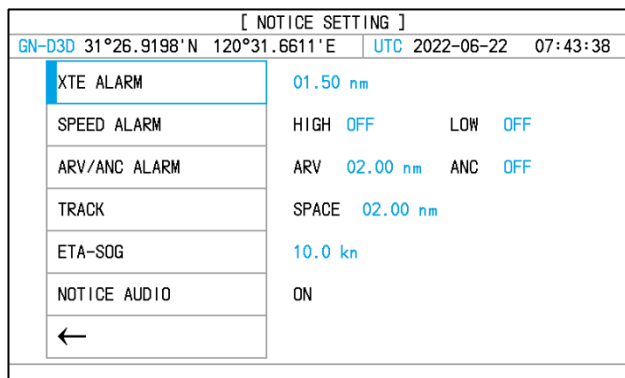 [ NOTICE SETTING ]
GN-D3D 31°26.9198'N 120°31.6611'E UTC 2022-06-22 07:43:38
XTE ALARM 01.50 nm
SPEED ALARM HIGH OFF LOW OFF
ARV/ANC ALARM ARV 02.00 nm ANC OFF
TRACK SPACE 02.00 nm
ETA-SOG 10.0 kn
NOTICE AUDIO ON
←